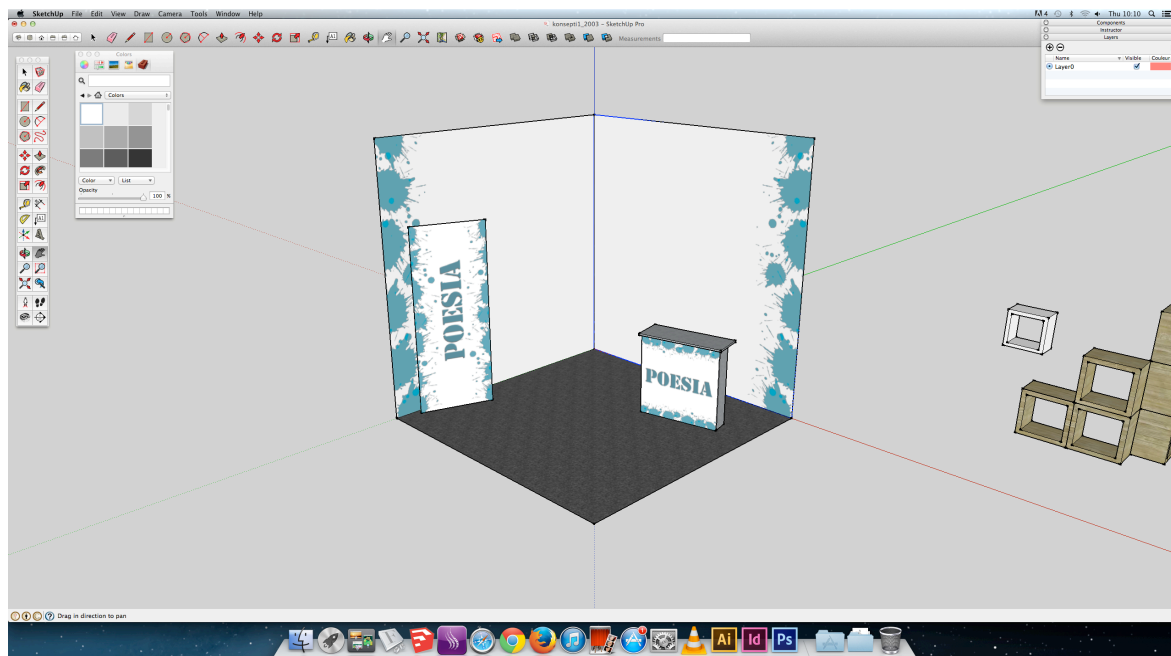 SketchUp File Edit View Draw Camera Tools Window Help
4 Thu 10:10
konsepti1_2003 - SketchUp Pro
Measurements
Components
Instructor
Layers
Name Visible Colour
Layer0
Colors
Colors
Color List
Opacity
100 %
POESIA
POESIA
Drag in direction to pan
Ai Id Ps